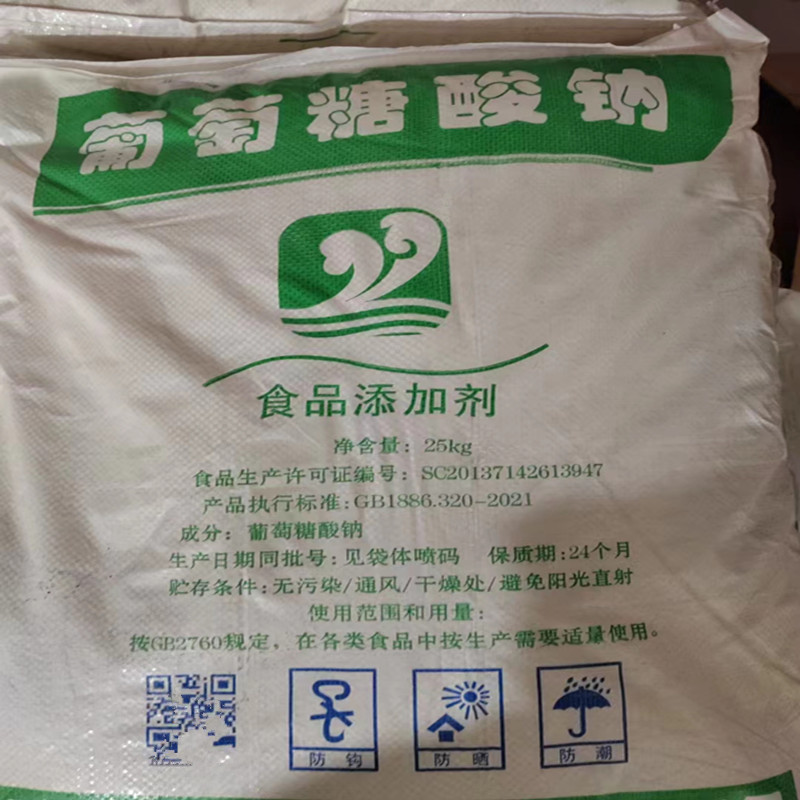 葡萄糖酸钠
食品添加剂
净含量：25kg
食品生产许可证编号：SC20137142613947
产品执行标准:GB1886.320-2021
成分：葡萄糖酸钠
生产日期同批号:见袋体喷码 保质期:24个月
贮存条件:无污染/通风/干燥处/避免阳光直射
使用范围和用量：
按GB2760规定，在各类食品中按生产需要适量使用。
防钩 防晒 防潮